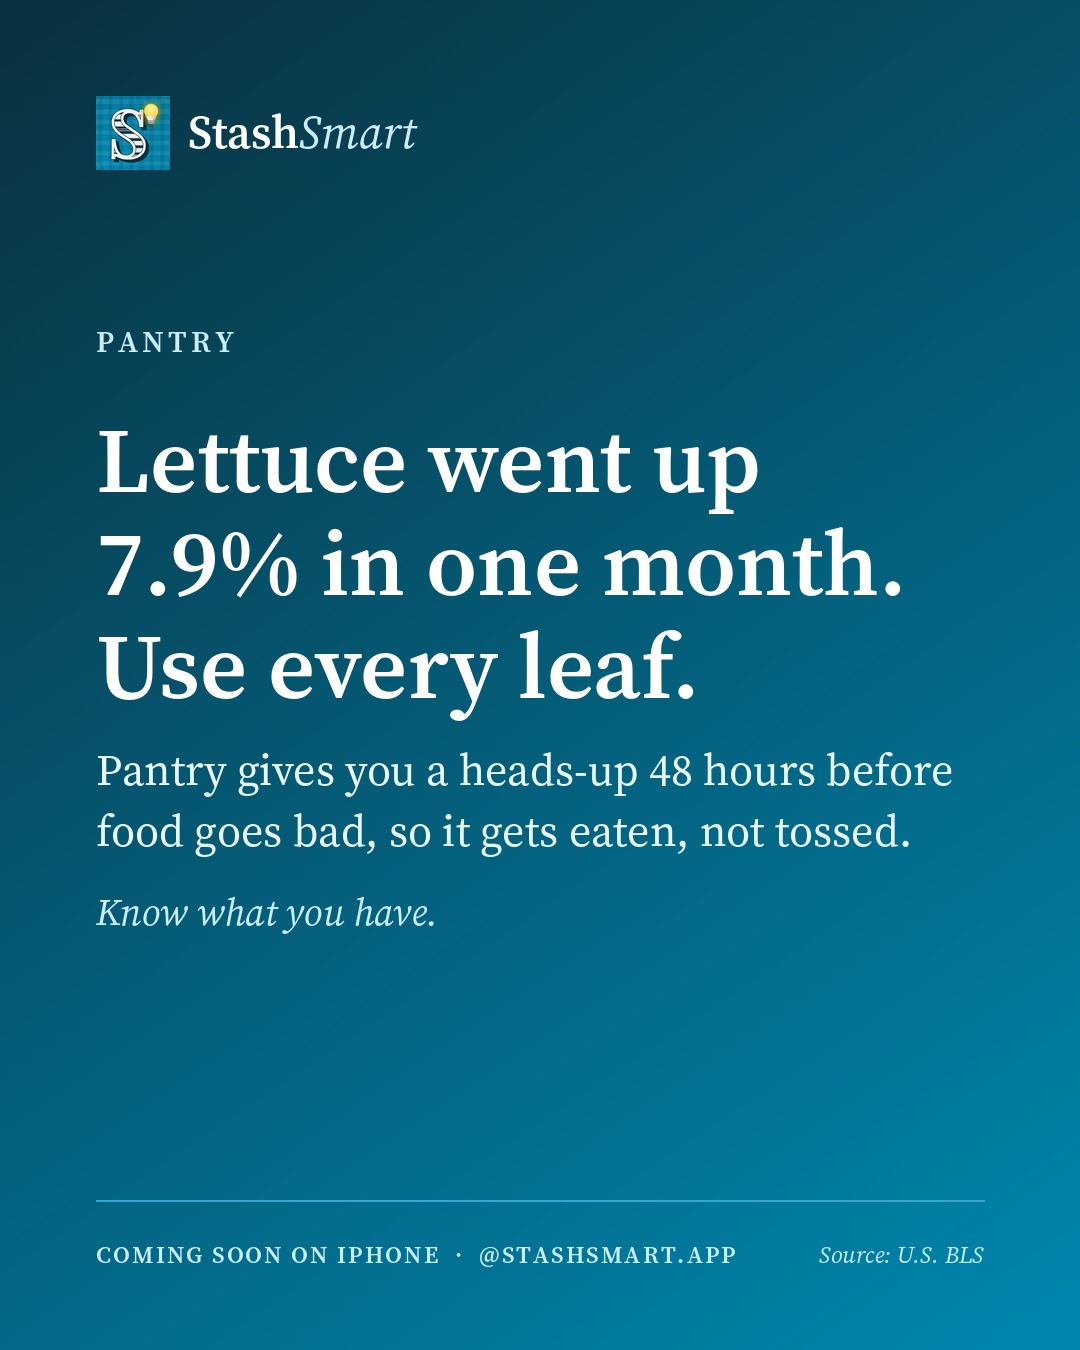 S StashSmart
PANTRY
Lettuce went up
7.9% in one month.
Use every leaf.
Pantry gives you a heads-up 48 hours before
food goes bad, so it gets eaten, not tossed.
Know what you have.
COMING SOON ON IPHONE · @STASHSMART.APP Source: U.S. BLS